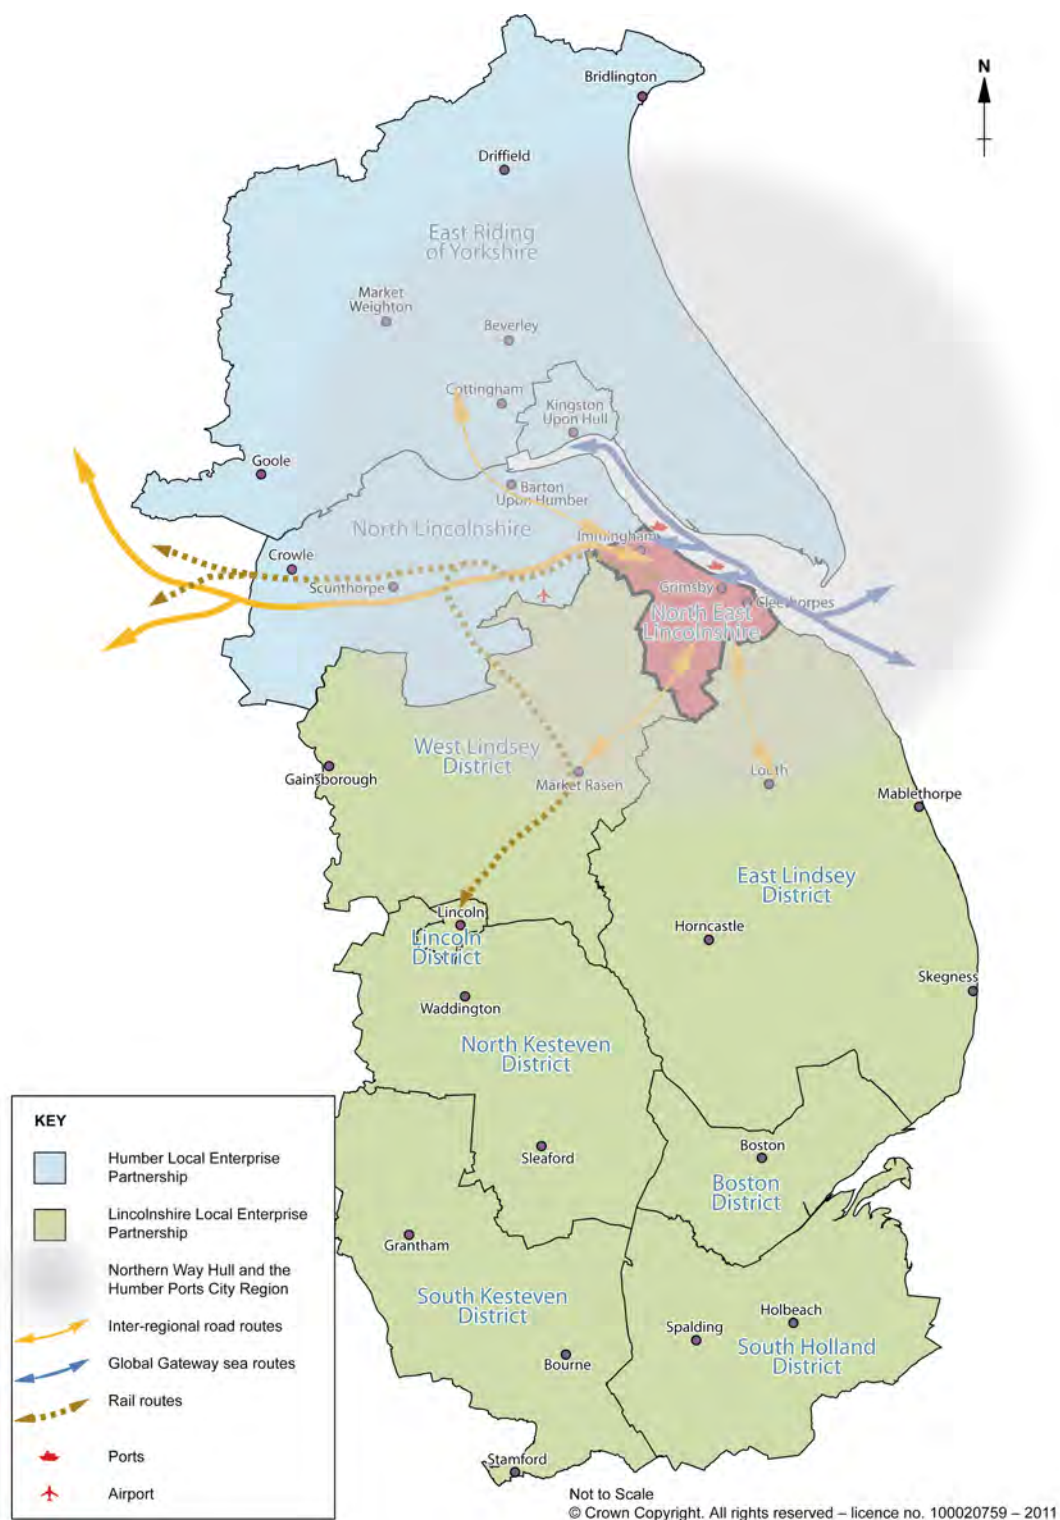 N
Bridlington
Driffield
East Riding
of Yorkshire
Market
Weighton
Beverley
Cottingham
Kingston
Upon Hull
Goole
Barton
Upon Humber
North Lincolnshire
Immingham
Crowle
Scunthorpe
Grimsby
Cleethorpes
North East
Lincolnshire
West Lindsey
District
Gainsborough
Market Rasen
Louth
Mablethorpe
East Lindsey
District
Lincoln
Lincoln
District
Horncastle
Skegness
Waddington
North Kesteven
District
Sleaford
Boston
Boston
District
Grantham
South Kesteven
District
Holbeach
Spalding
South Holland
District
Bourne
Stamford
KEY
Humber Local Enterprise
Partnership
Lincolnshire Local Enterprise
Partnership
Northern Way Hull and the
Humber Ports City Region
Inter-regional road routes
Global Gateway sea routes
Rail routes
Ports
Airport
Not to Scale
© Crown Copyright. All rights reserved – licence no. 100020759 – 2011